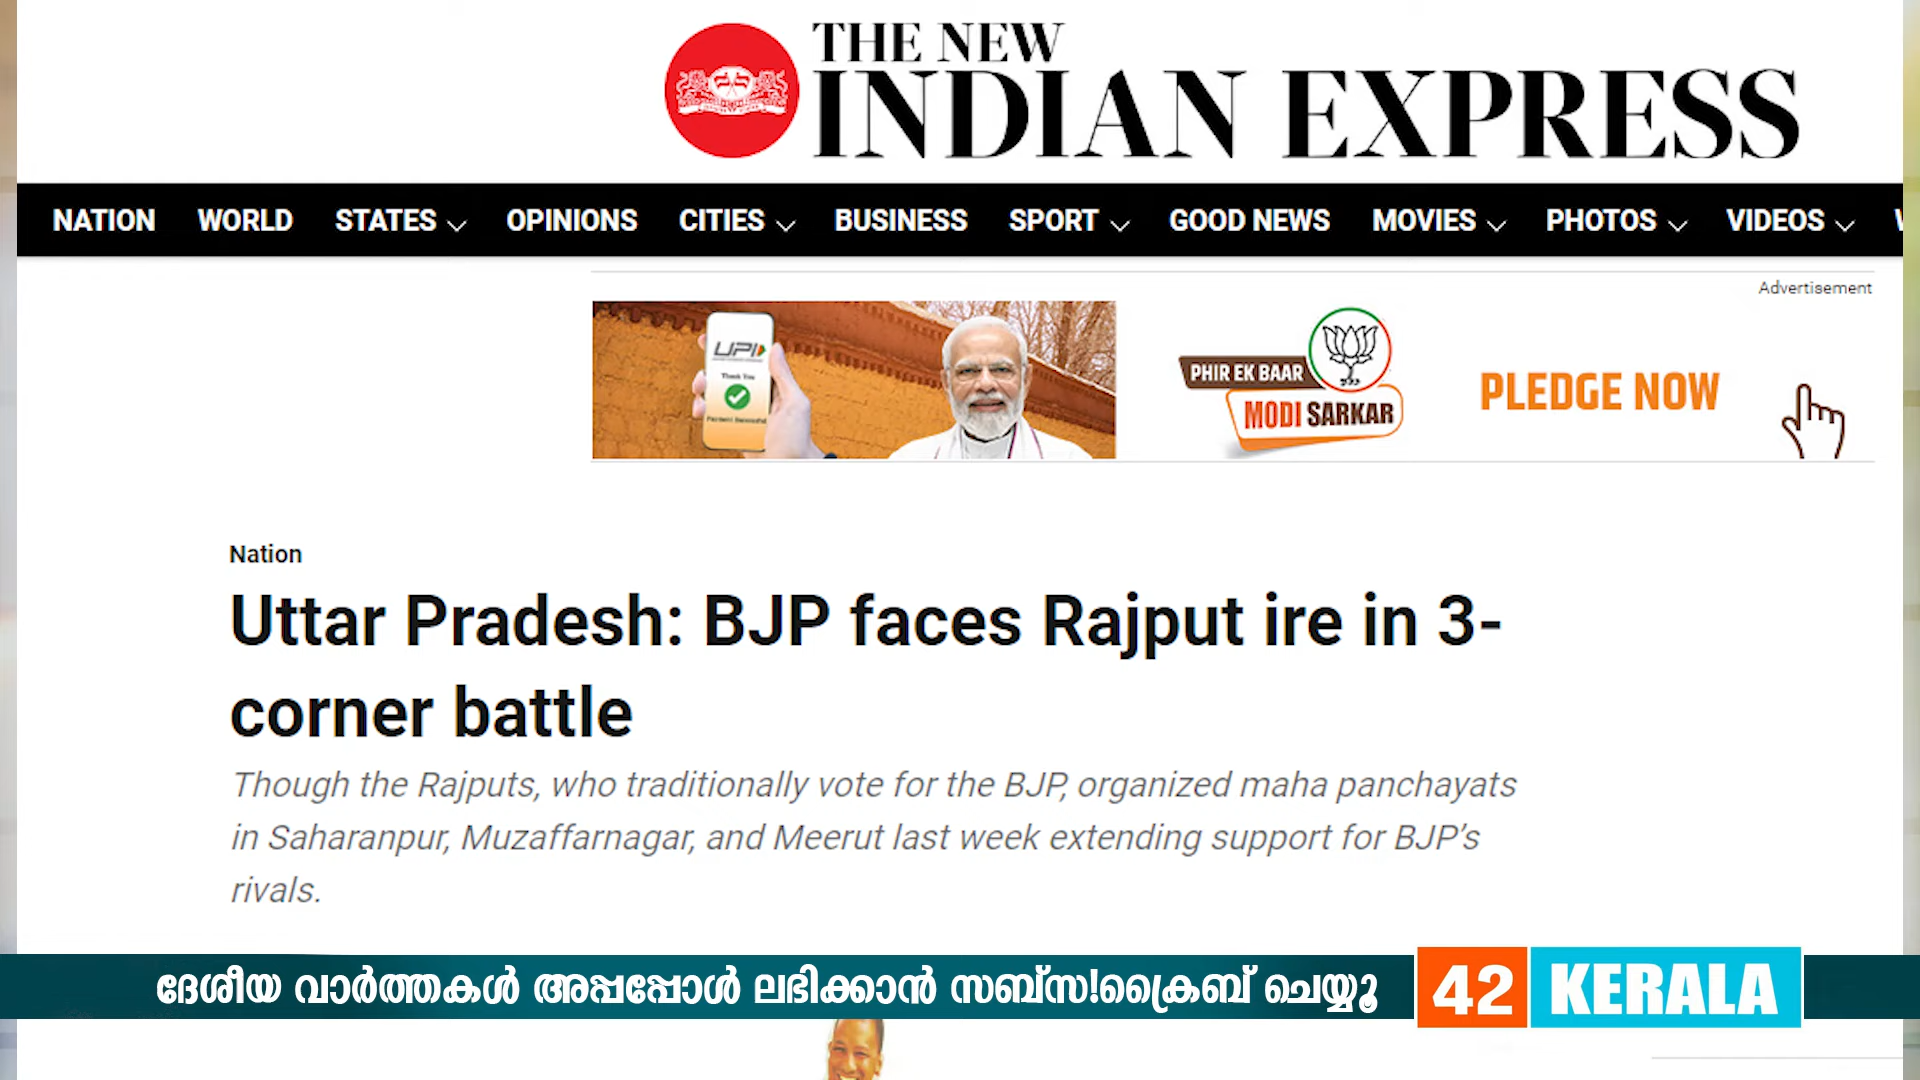 THE NEW
INDIAN EXPRESS
NATION WORLD STATES OPINIONS CITIES BUSINESS SPORT GOOD NEWS MOVIES PHOTOS VIDEOS
Advertisement
UPI
Thank You
PHIR EK BAAR
MODI SARKAR
PLEDGE NOW
Nation
Uttar Pradesh: BJP faces Rajput ire in 3-
corner battle
Though the Rajputs, who traditionally vote for the BJP, organized maha panchayats
in Saharanpur, Muzaffarnagar, and Meerut last week extending support for BJP’s
rivals.
ദേശീയ വാർത്തകൾ അപ്പപ്പോൾ ലഭിക്കാൻ സബ്സ!ക്രൈബ് ചെയ്യൂ 42 KERALA